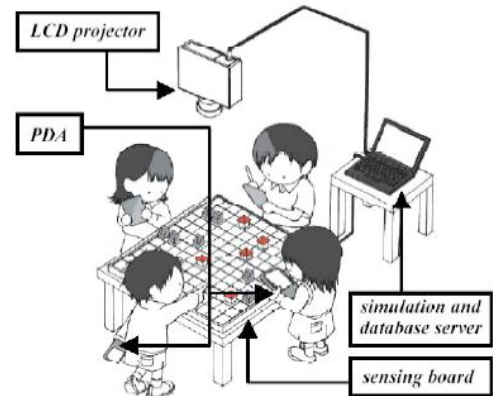 LCD projector
PDA
simulation and
database server
sensing board